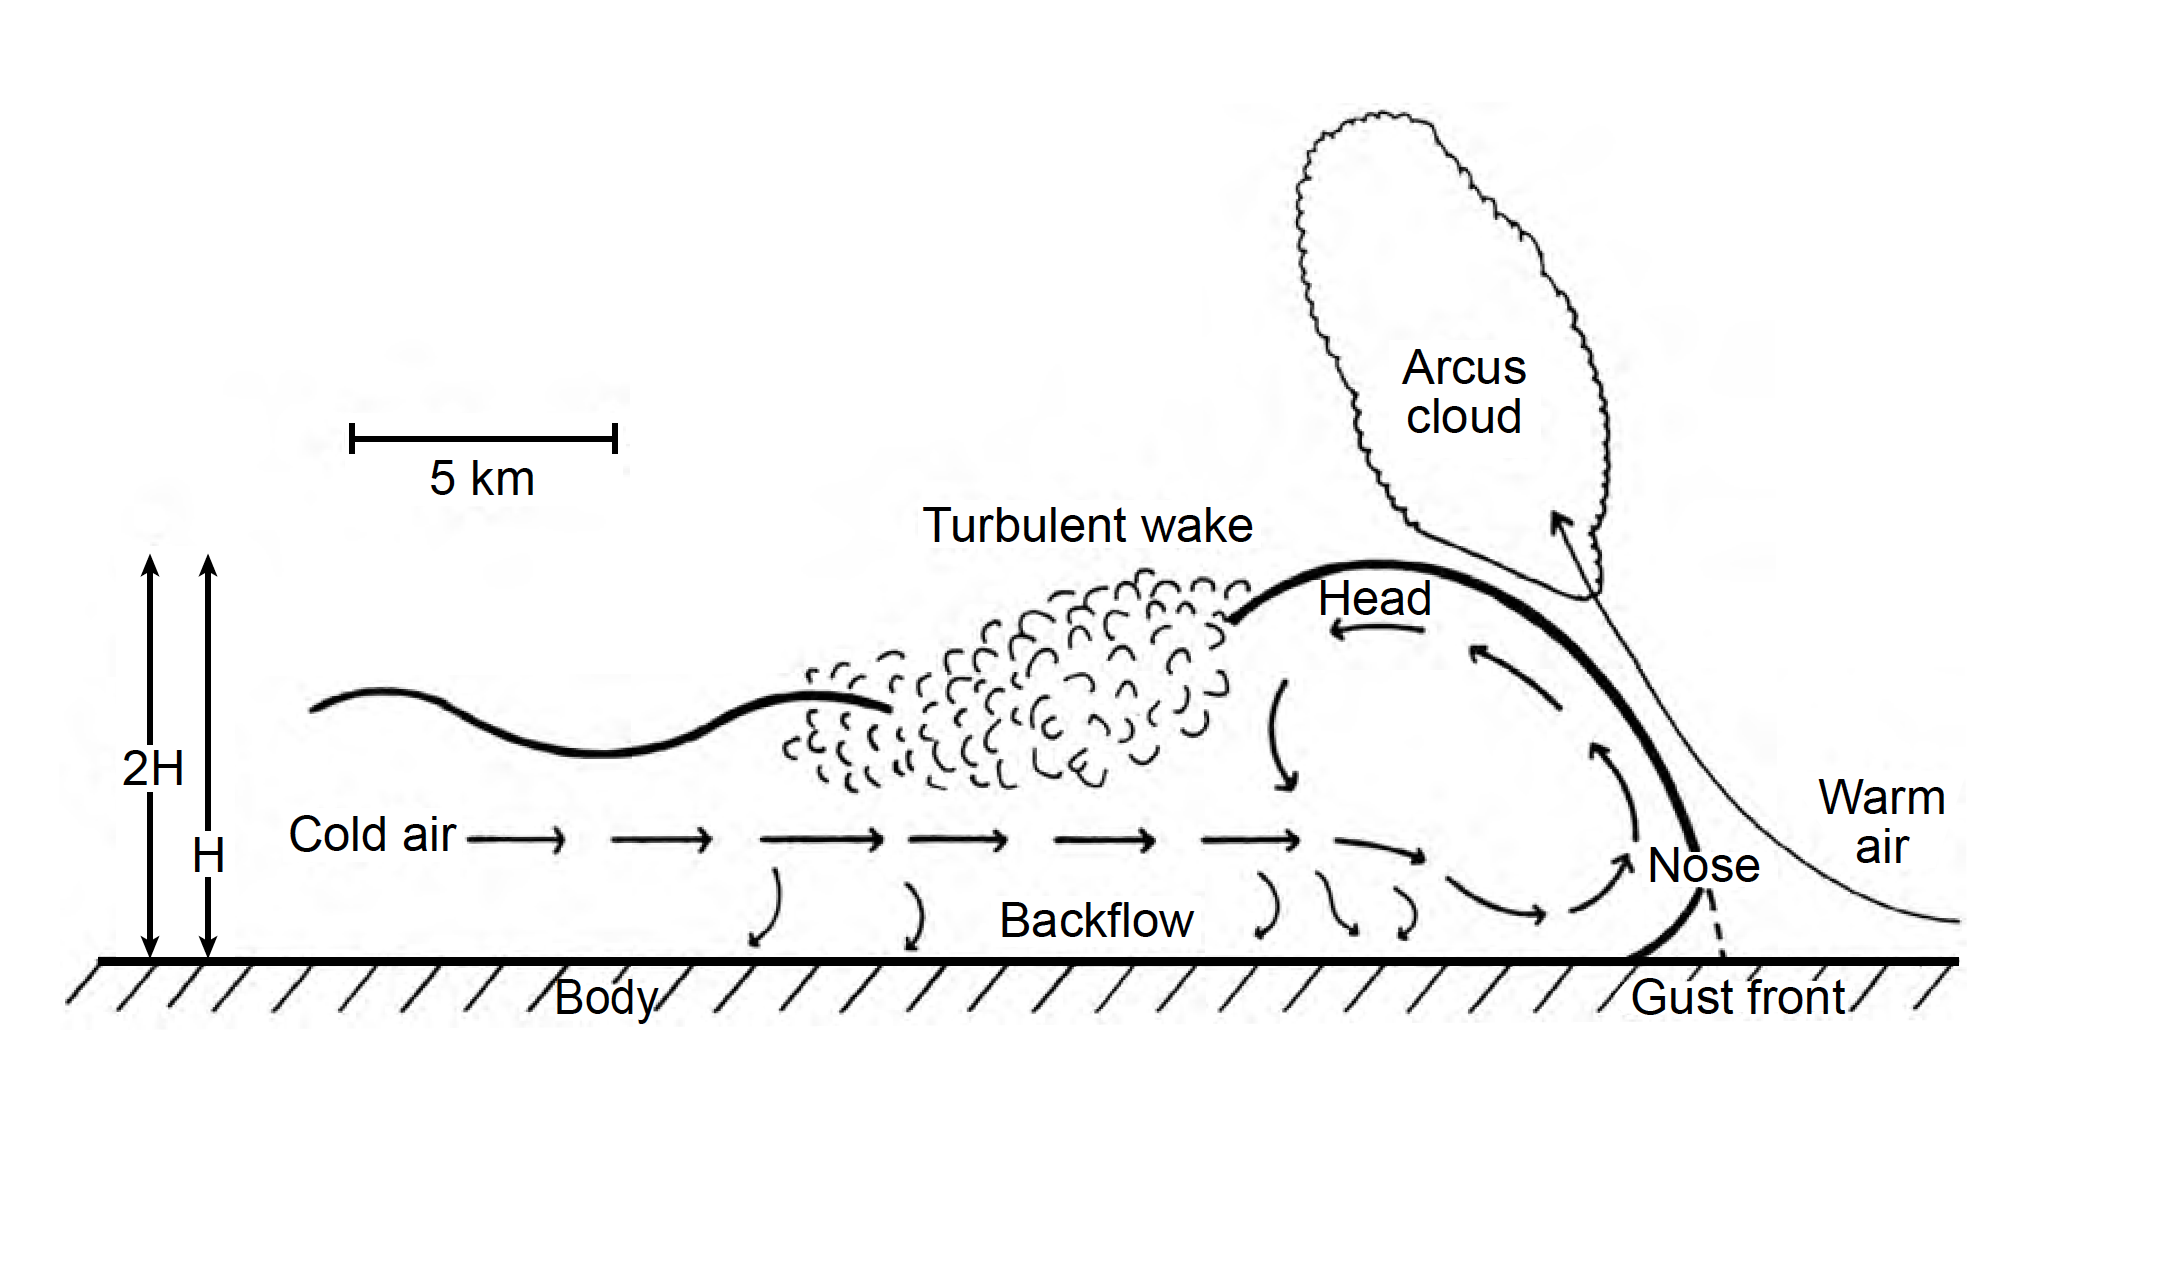 Arcus
cloud
5 km
Turbulent wake
Head
2H
H
Cold air
Warm
air
Nose
Backflow
Body
Gust front